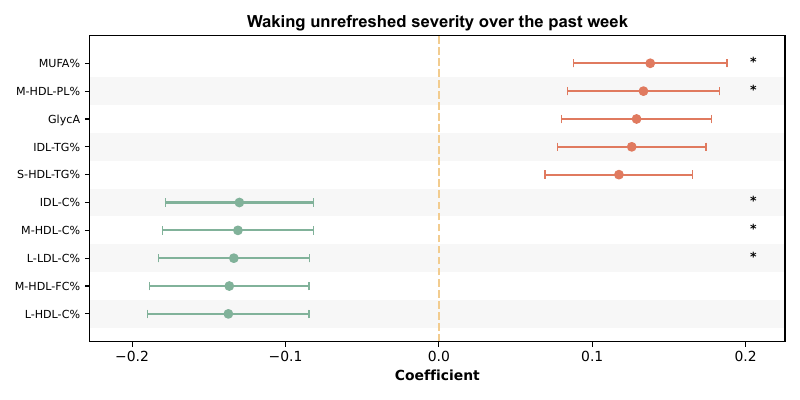 Waking unrefreshed severity over the past week
MUFA%
*
M-HDL-PL%
*
GlycA
IDL-TG%
S-HDL-TG%
IDL-C%
*
M-HDL-C%
*
L-LDL-C%
*
M-HDL-FC%
L-HDL-C%
−0.2
−0.1
0.0
0.1
0.2
Coefficient